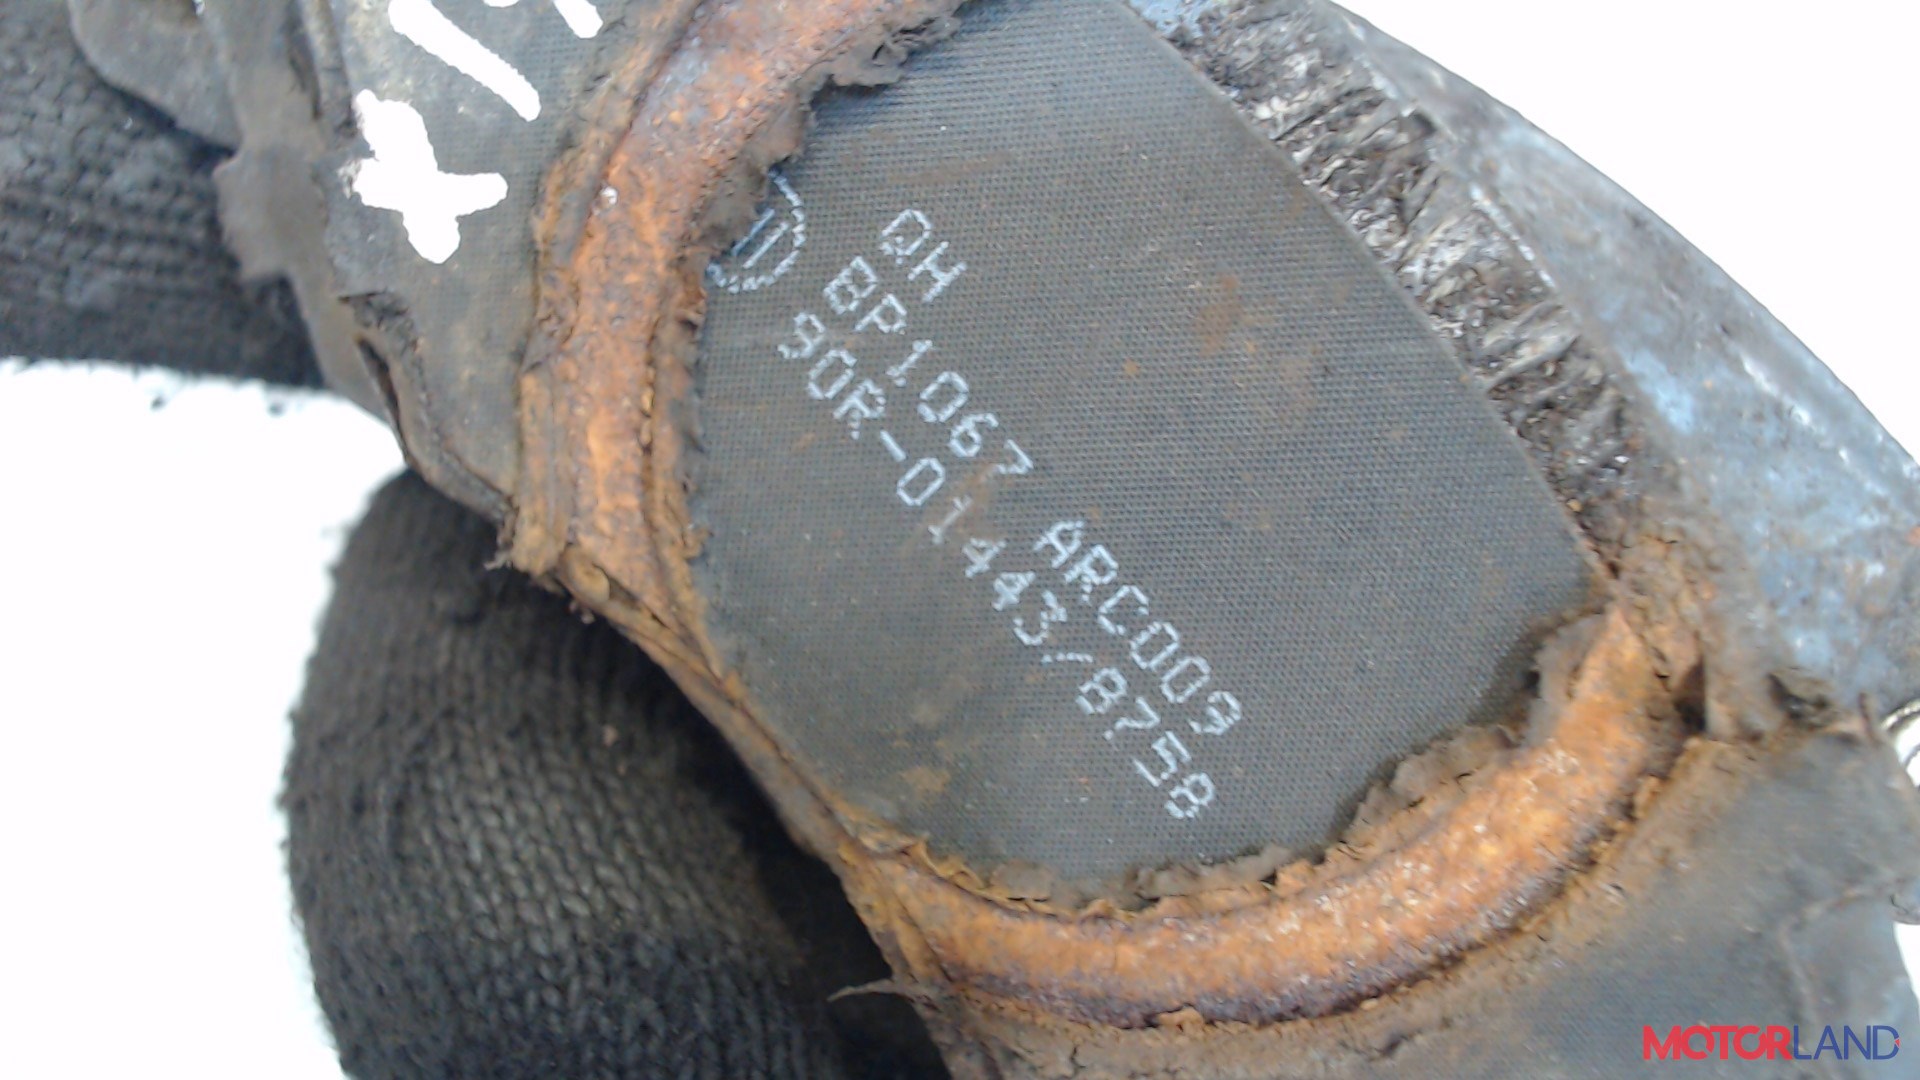 QH
BP1067 ARC009
90R-01443/8758
MOTORLAND